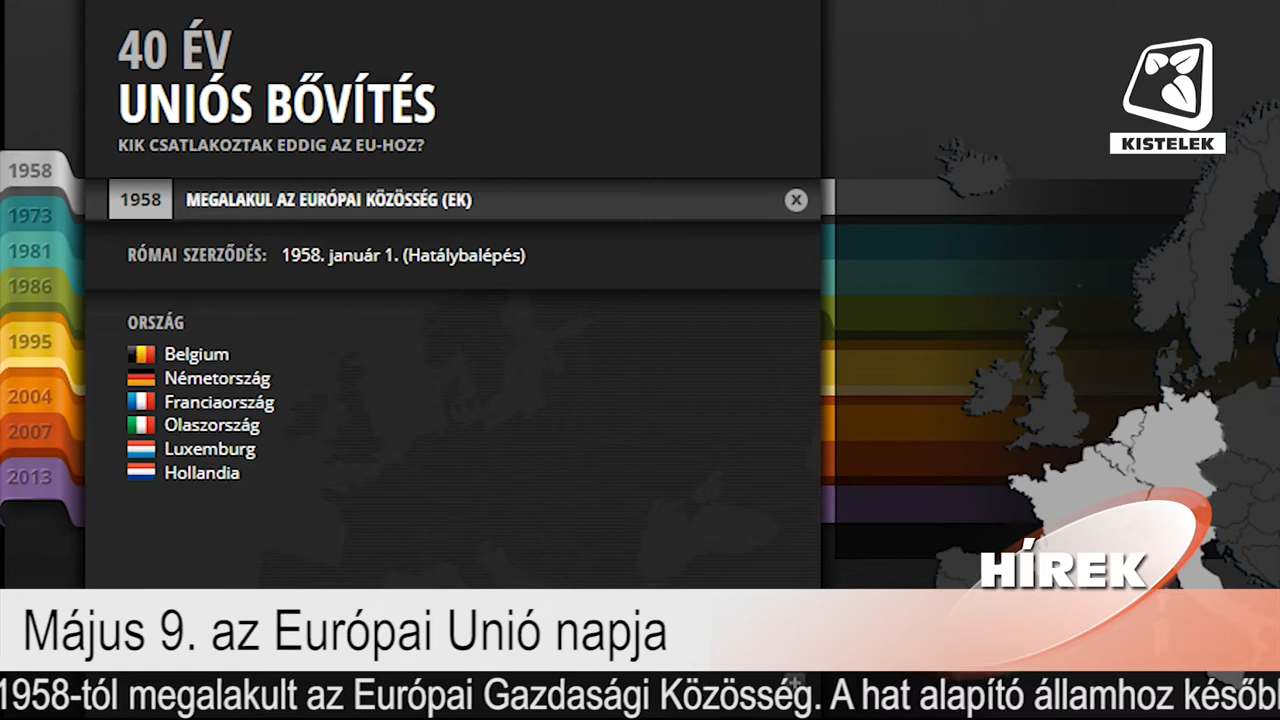 40 ÉV
UNIÓS BŐVÍTÉS
KIK CSATLAKOZTAK EDDIG AZ EU-HOZ?
KISTELEK
1958
1973
1981
1986
1995
2004
2007
2013
1958 MEGALAKUL AZ EURÓPAI KÖZÖSSÉG (EK)
RÓMAI SZERZŐDÉS: 1958. január 1. (Hatálybalépés)
ORSZÁG
Belgium
Németország
Franciaország
Olaszország
Luxemburg
Hollandia
HÍREK
Május 9. az Európai Unió napja
1958-tól megalakult az Európai Gazdasági Közösség. A hat alapító államhoz későb